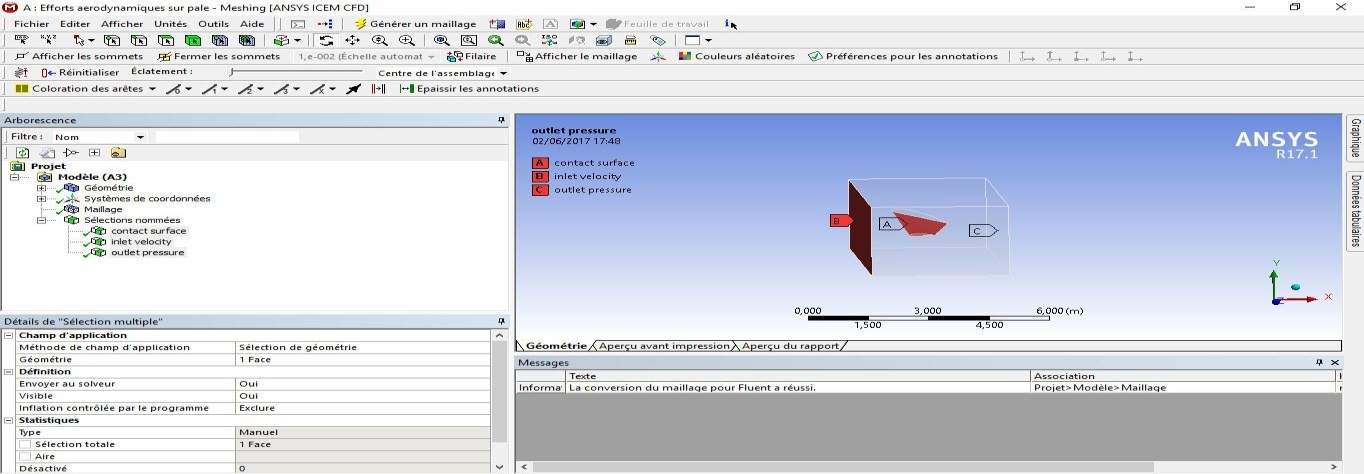 A : Efforts aerodynamiques sur pale - Meshing [ANSYS ICEM CFD]
Fichier Editer Afficher Unités Outils Aide Générer un maillage Abc A Feuille de travail
Afficher les sommets Fermer les sommets 1,e-002 (Échelle automat Filaire Afficher le maillage Couleurs aléatoires Préférences pour les annotations
Réinitialiser Éclatement : Centre de l'assemblage
Coloration des arêtes Epaissir les annotations
Arborescence
Filtre : Nom
Projet
Modèle (A3)
Géométrie
Systèmes de coordonnées
Maillage
Sélections nommées
contact surface
inlet velocity
outlet pressure
Détails de "Sélection multiple"
Champ d'application
Méthode de champ d'application Sélection de géométrie
Géométrie 1 Face
Définition
Envoyer au solveur Oui
Visible Oui
Inflation contrôlée par le programme Exclure
Statistiques
Type Manuel
Sélection totale 1 Face
Aire
Désactivé 0
outlet pressure
02/06/2017 17:48
A contact surface
B inlet velocity
C outlet pressure
ANSYS
R17.1
B
A
C
Y
X
0,000 3,000 6,000 (m)
1,500 4,500
Géométrie Aperçu avant impression Aperçu du rapport
Messages
Texte Association
Informa La conversion du maillage pour Fluent a réussi. Projet>Modèle>Maillage
Graphique
Données tabulaires